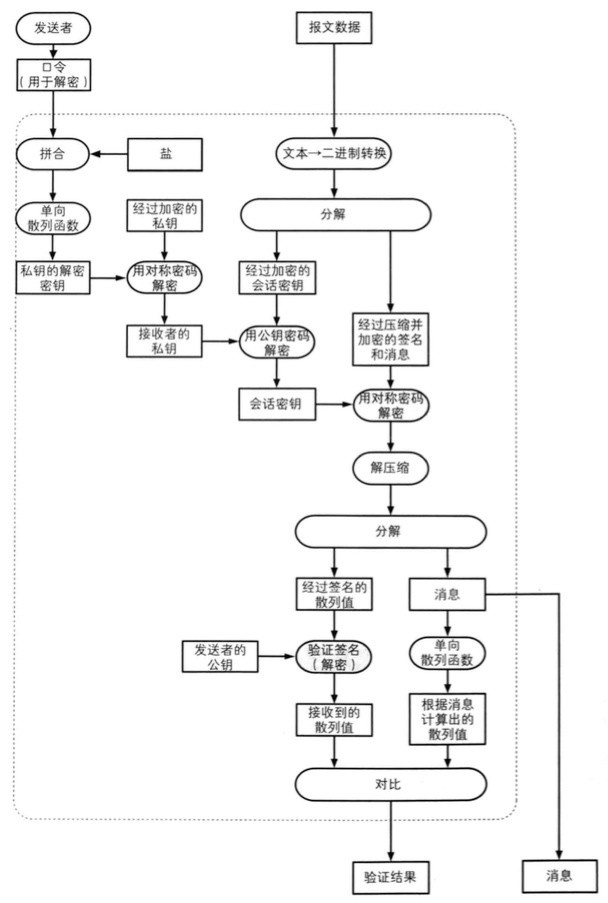 发送者
报文数据
口令
（用于解密）
拼合
盐
文本→二进制转换
单向
散列函数
经过加密的
私钥
分解
私钥的解密
密钥
用对称密码
解密
经过加密的
会话密钥
接收者的
私钥
用公钥密码
解密
经过压缩并
加密的签名
和消息
会话密钥
用对称密码
解密
解压缩
分解
经过签名的
散列值
消息
发送者的
公钥
验证签名
（解密）
单向
散列函数
接收到的
散列值
根据消息
计算出的
散列值
对比
验证结果
消息